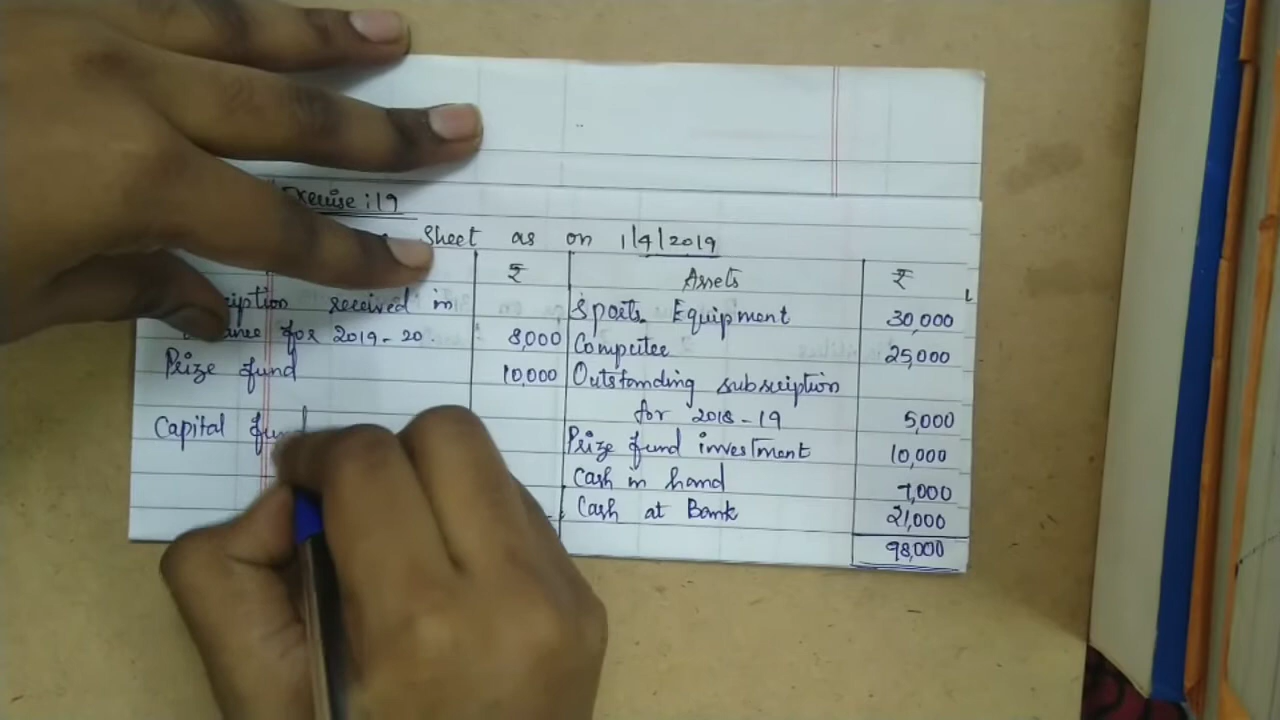 Exercise : 19
Sheet as on 1/4/2019
₹ Assets ₹
received in Sports Equipment 30,000
for 2019-20. 8,000 Computer 25,000
Prize fund 10,000 Outstanding subscription
for 2018-19 5,000
Capital fund Prize fund investment 10,000
Cash in hand 7,000
Cash at Bank 21,000
98,000